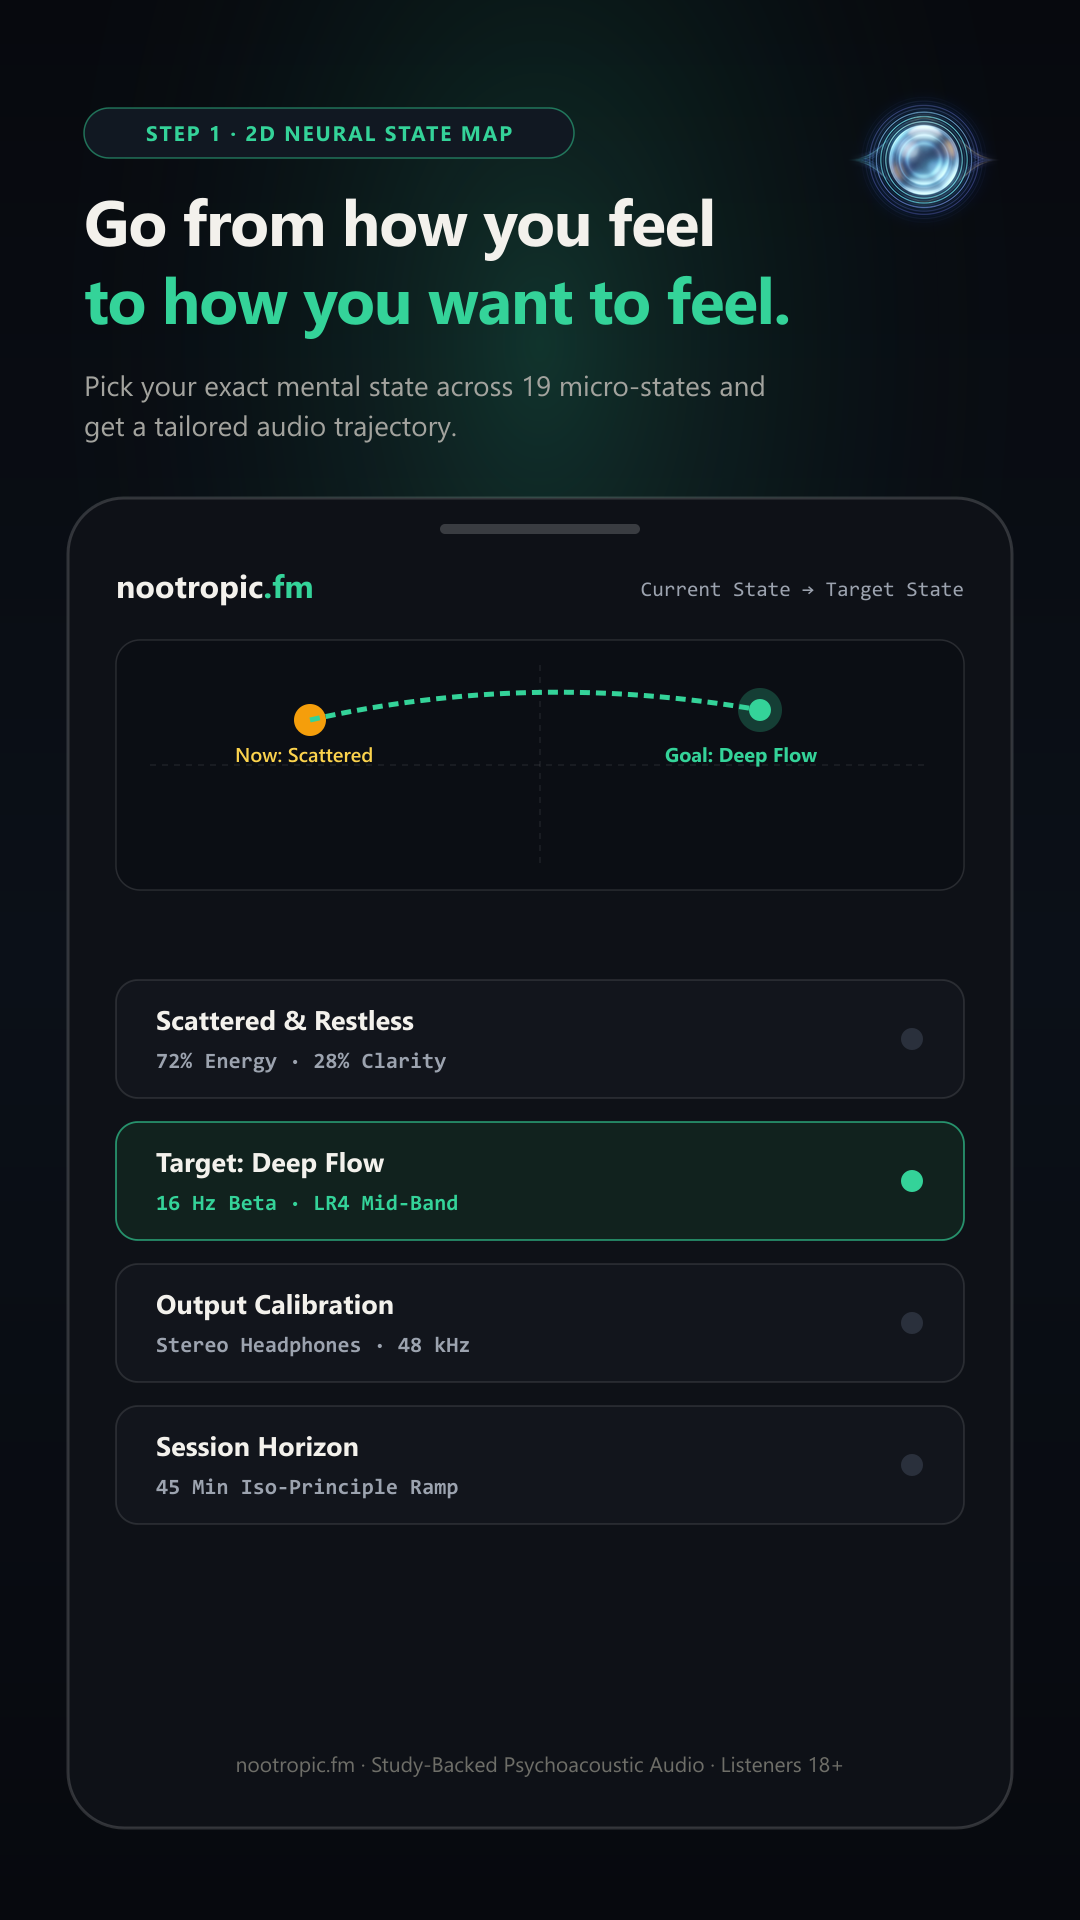 STEP 1 · 2D NEURAL STATE MAP
Go from how you feel
to how you want to feel.
Pick your exact mental state across 19 micro-states and
get a tailored audio trajectory.
nootropic.fm
Current State → Target State
Now: Scattered
Goal: Deep Flow
Scattered & Restless
72% Energy · 28% Clarity
Target: Deep Flow
16 Hz Beta · LR4 Mid-Band
Output Calibration
Stereo Headphones · 48 kHz
Session Horizon
45 Min Iso-Principle Ramp
nootropic.fm · Study-Backed Psychoacoustic Audio · Listeners 18+